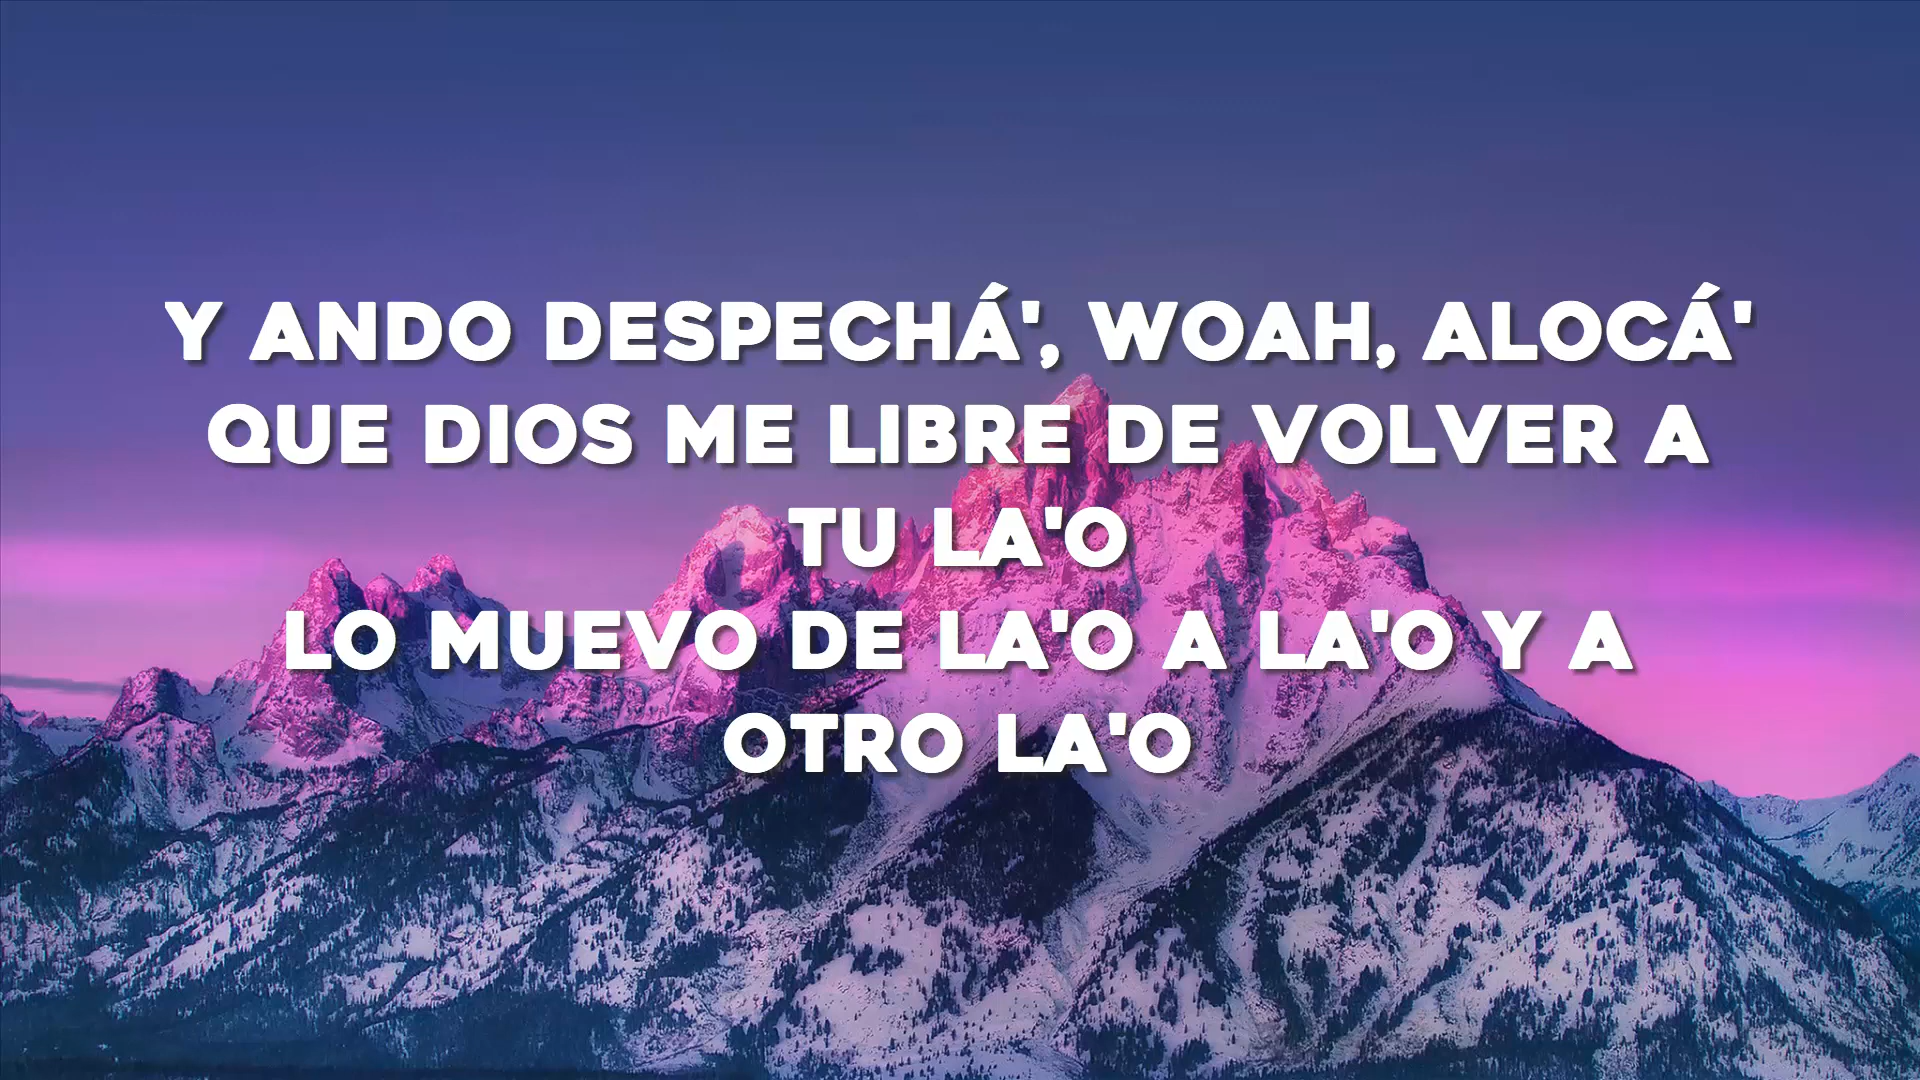 Y ANDO DESPECHÁ', WOAH, ALOCÁ'
QUE DIOS ME LIBRE DE VOLVER A
TU LA'O
LO MUEVO DE LA'O A LA'O Y A
OTRO LA'O